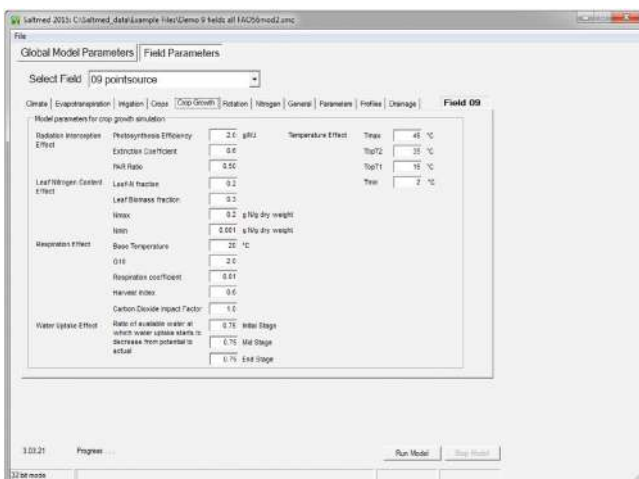 Saltmed 2015: C:\Saltmed_data\Example Files\Demo 9 fields all FAO56mod2.smc
File
Global Model Parameters Field Parameters
Select Field 09 pointsource
Climate Evapotranspiration Irrigation Crops Crop Growth Rotation Nitrogen General Parameters Profiles Drainage Field 09
Model parameters for crop growth simulation
Radiation Interception Effect Photosynthesis Efficiency 2.0 g/MJ Temperature Effect Tmax 45 °C
Extinction Coefficient 0.6 TopT2 35 °C
PAR Ratio 0.50 TopT1 15 °C
Leaf Nitrogen Content Effect Leaf-N fraction 0.2 Tmin 2 °C
Leaf Biomass fraction 0.3
Nmax 0.2 g N/g dry weight
Nmin 0.001 g N/g dry weight
Respiration Effect Base Temperature 20 °C
Q10 2.0
Respiration coefficient 0.01
Harvest Index 0.6
Carbon Dioxide Impact Factor 1.0
Water Uptake Effect Ratio of available water at 0.75 Initial Stage
which water uptake starts to
decrease from potential to 0.75 Mid Stage
actual
0.75 End Stage
3.03.21 Progress ... Run Model Stop Model
32 bit mode